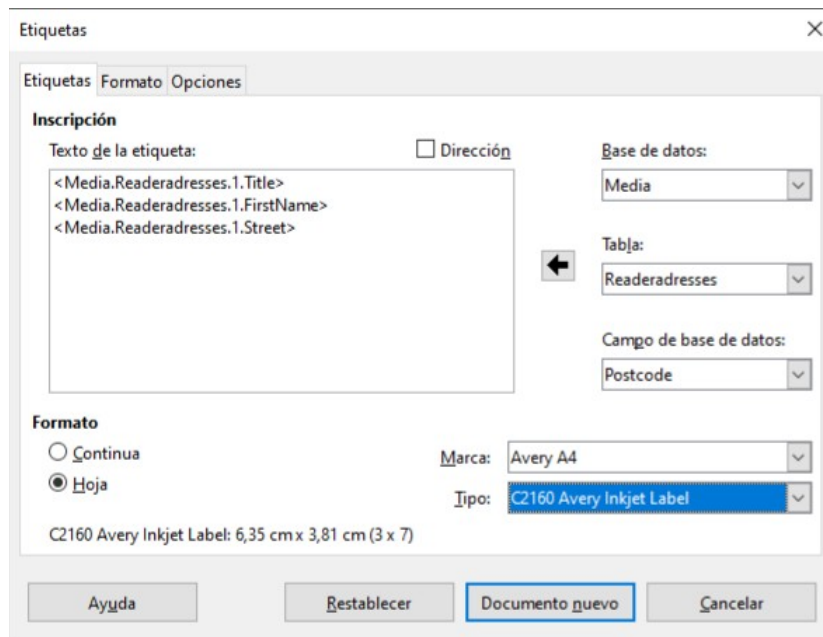 Etiquetas
Etiquetas Formato Opciones
Inscripción
Texto de la etiqueta:
Dirección
Base de datos:
<Media.Readeradresses.1.Title>
<Media.Readeradresses.1.FirstName>
<Media.Readeradresses.1.Street>
Media
Tabla:
Readeradresses
Campo de base de datos:
Postcode
Formato
Continua
Hoja
Marca: Avery A4
Tipo: C2160 Avery Inkjet Label
C2160 Avery Inkjet Label: 6,35 cm x 3,81 cm (3 x 7)
Ayuda Restablecer Documento nuevo Cancelar